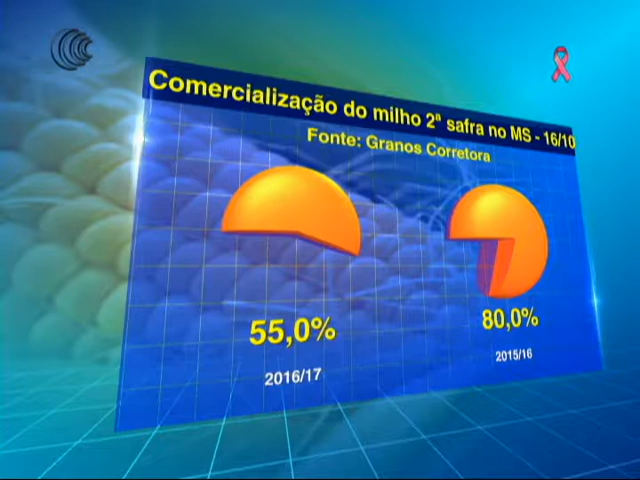 Comercialização do milho 2ª safra no MS - 16/10
Fonte: Granos Corretora
55,0%
80,0%
2016/17
2015/16